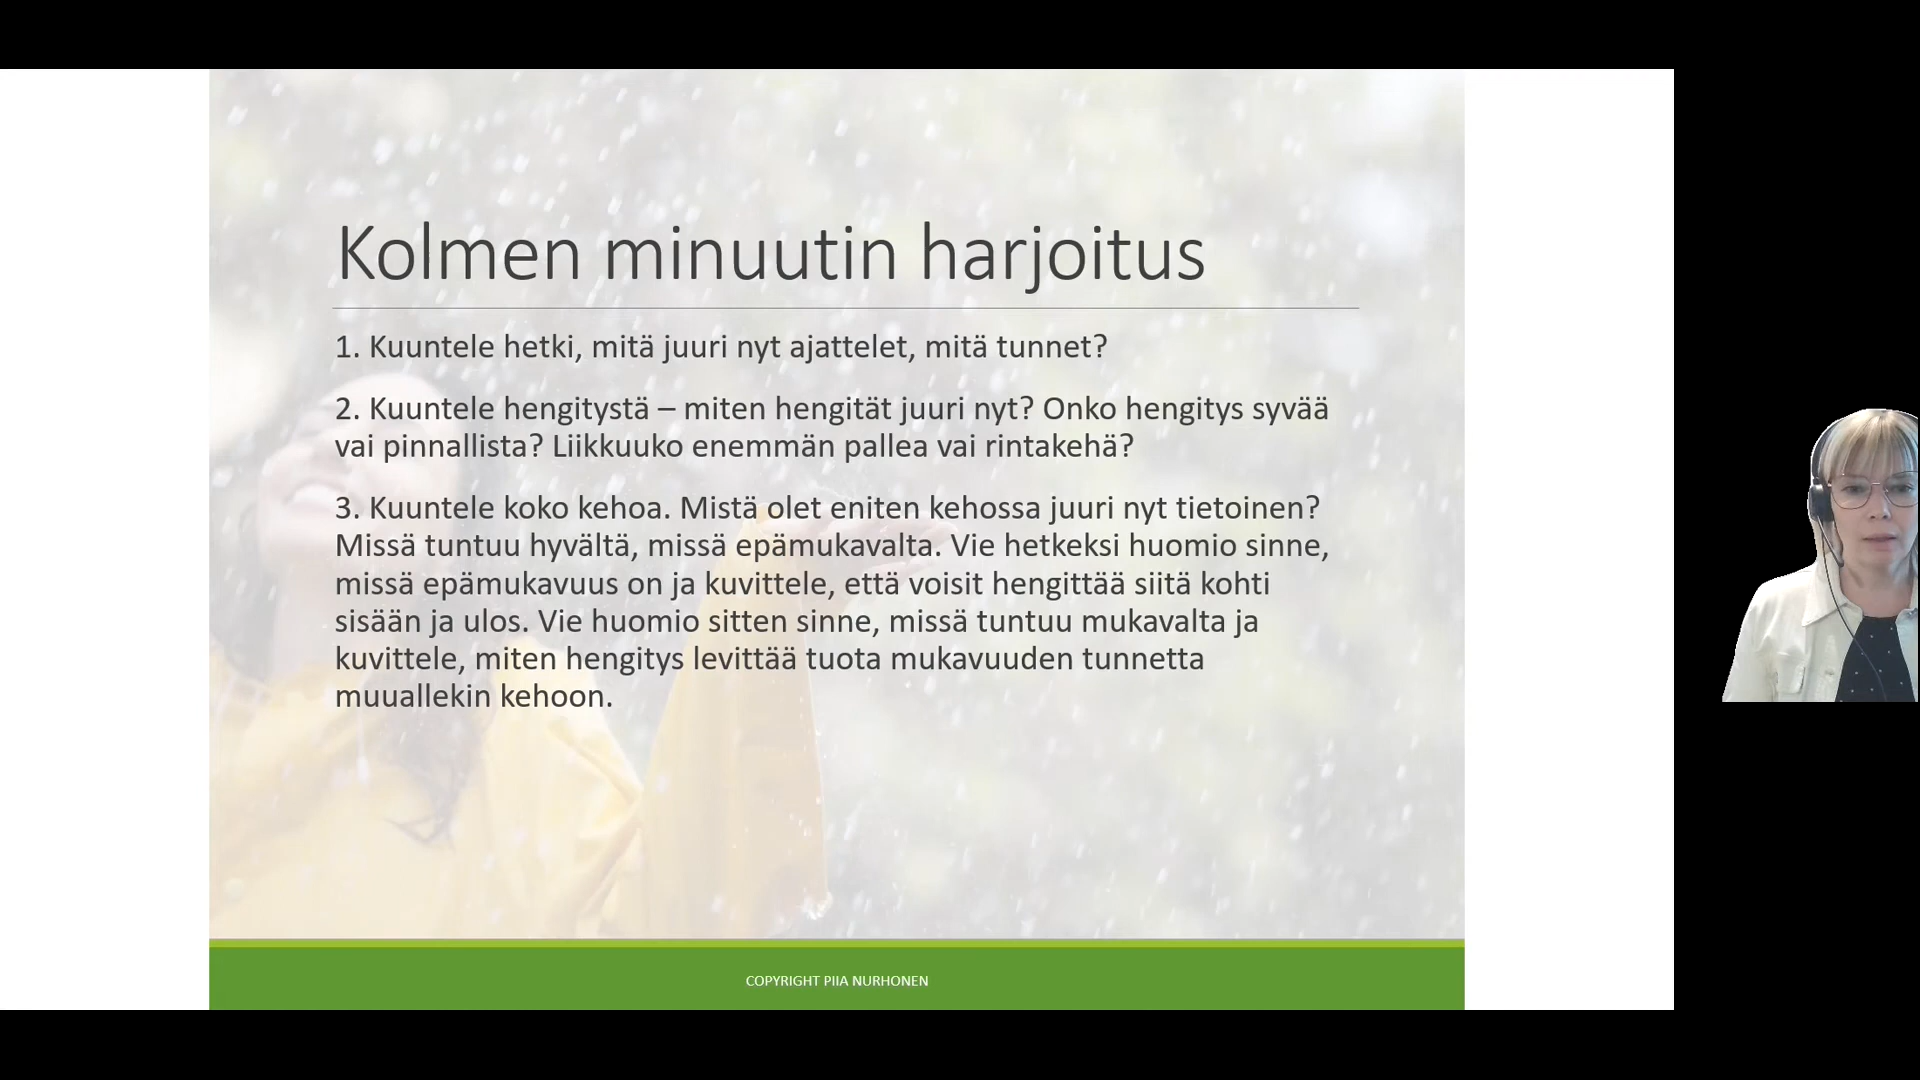 Kolmen minuutin harjoitus
1. Kuuntele hetki, mitä juuri nyt ajattelet, mitä tunnet?
2. Kuuntele hengitystä – miten hengität juuri nyt? Onko hengitys syvää
vai pinnallista? Liikkuuko enemmän pallea vai rintakehä?
3. Kuuntele koko kehoa. Mistä olet eniten kehossa juuri nyt tietoinen?
Missä tuntuu hyvältä, missä epämukavalta. Vie hetkeksi huomio sinne,
missä epämukavuus on ja kuvittele, että voisit hengittää siitä kohti
sisään ja ulos. Vie huomio sitten sinne, missä tuntuu mukavalta ja
kuvittele, miten hengitys levittää tuota mukavuuden tunnetta
muuallekin kehoon.
COPYRIGHT PIIA NURHONEN